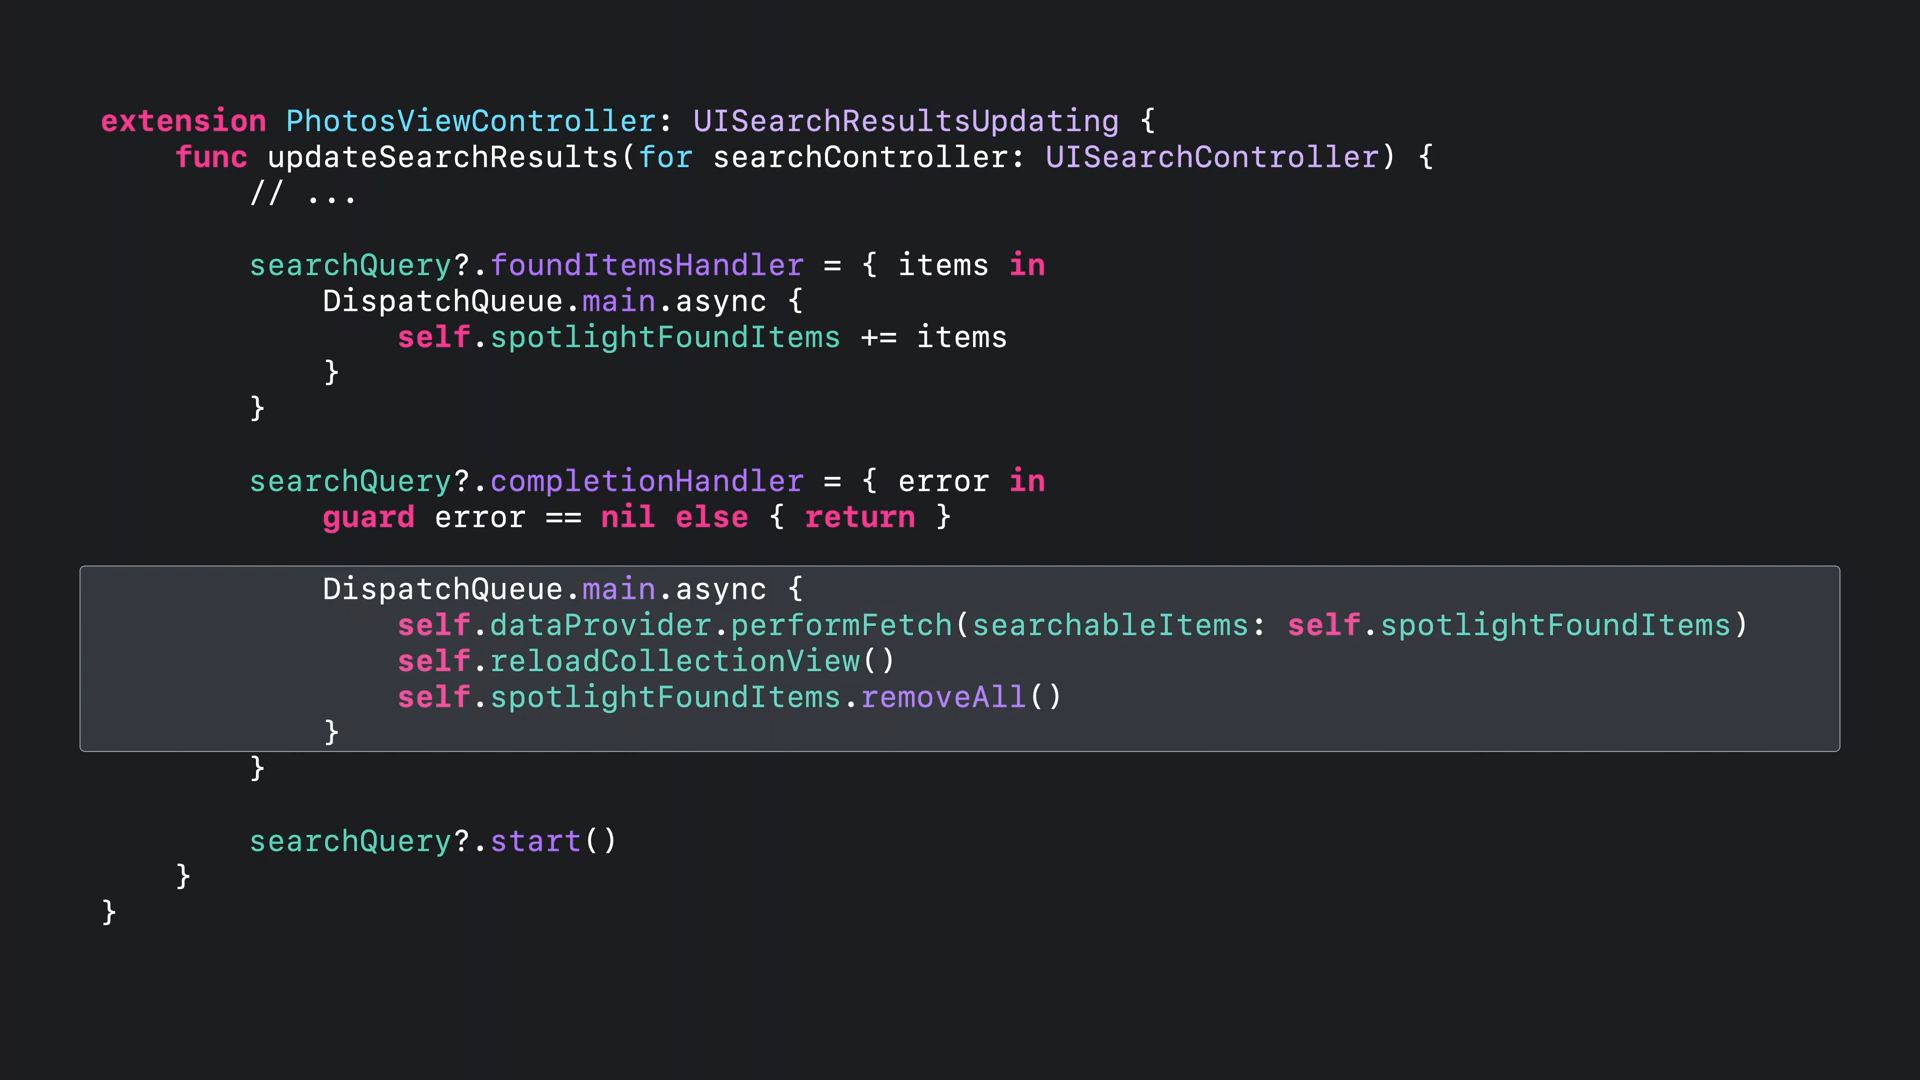 extension PhotosViewController: UISearchResultsUpdating {
    func updateSearchResults(for searchController: UISearchController) {
        // ...

        searchQuery?.foundItemsHandler = { items in
            DispatchQueue.main.async {
                self.spotlightFoundItems += items
            }
        }

        searchQuery?.completionHandler = { error in
            guard error == nil else { return }

            DispatchQueue.main.async {
                self.dataProvider.performFetch(searchableItems: self.spotlightFoundItems)
                self.reloadCollectionView()
                self.spotlightFoundItems.removeAll()
            }
        }

        searchQuery?.start()
    }
}